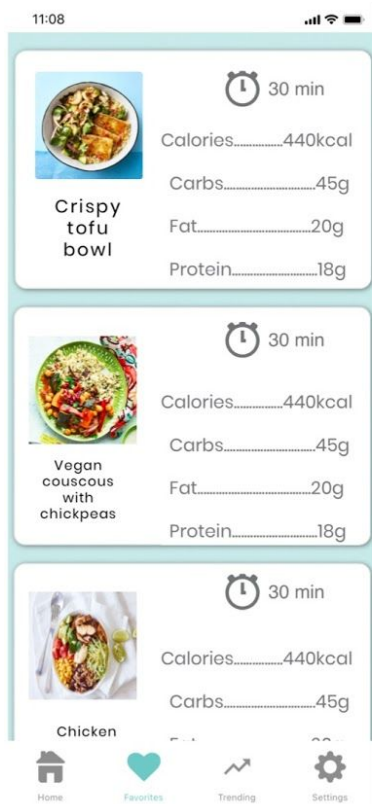 11:08
30 min
Calories..................440kcal
Crispy
tofu
bowl
Carbs..................................45g
Fat..........................................20g
Protein................................18g
30 min
Calories..................440kcal
Vegan
couscous
with
chickpeas
Carbs..................................45g
Fat..........................................20g
Protein................................18g
30 min
Calories..................440kcal
Carbs..................................45g
Chicken
Home
Favorites
Trending
Settings